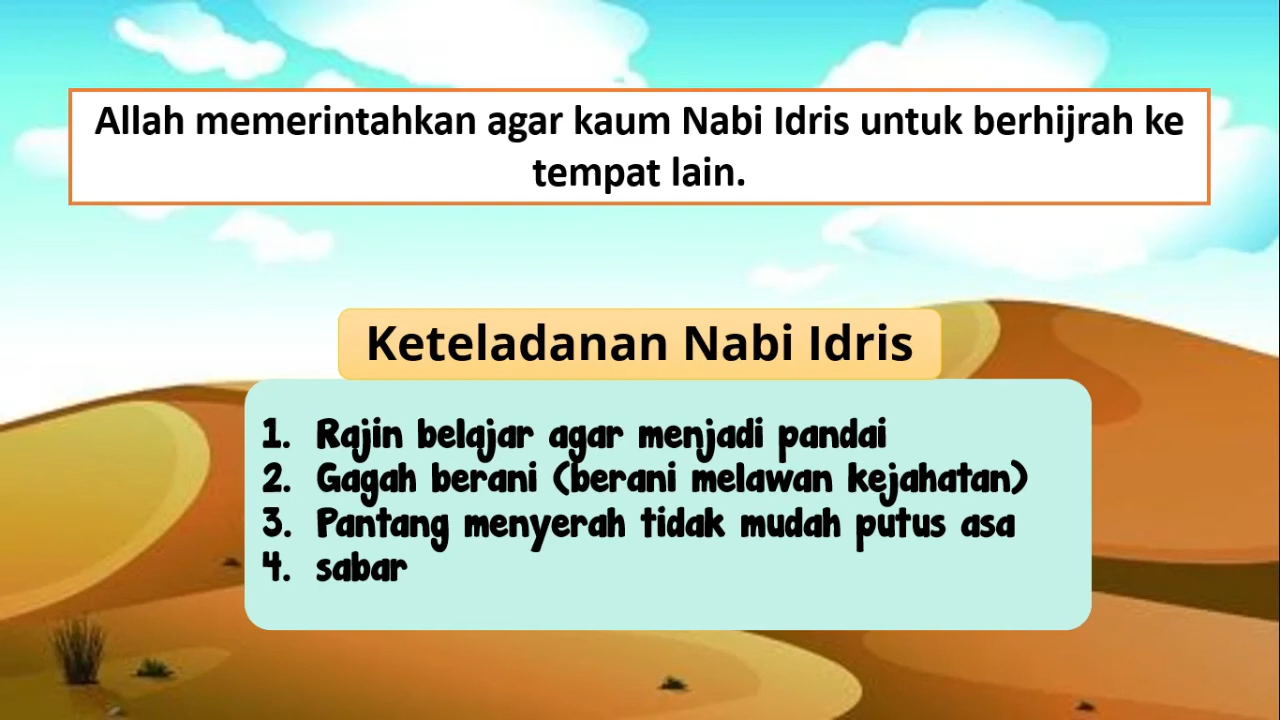 Allah memerintahkan agar kaum Nabi Idris untuk berhijrah ke
tempat lain.
Keteladanan Nabi Idris
1. Rajin belajar agar menjadi pandai
2. Gagah berani (berani melawan kejahatan)
3. Pantang menyerah tidak mudah putus asa
4. sabar